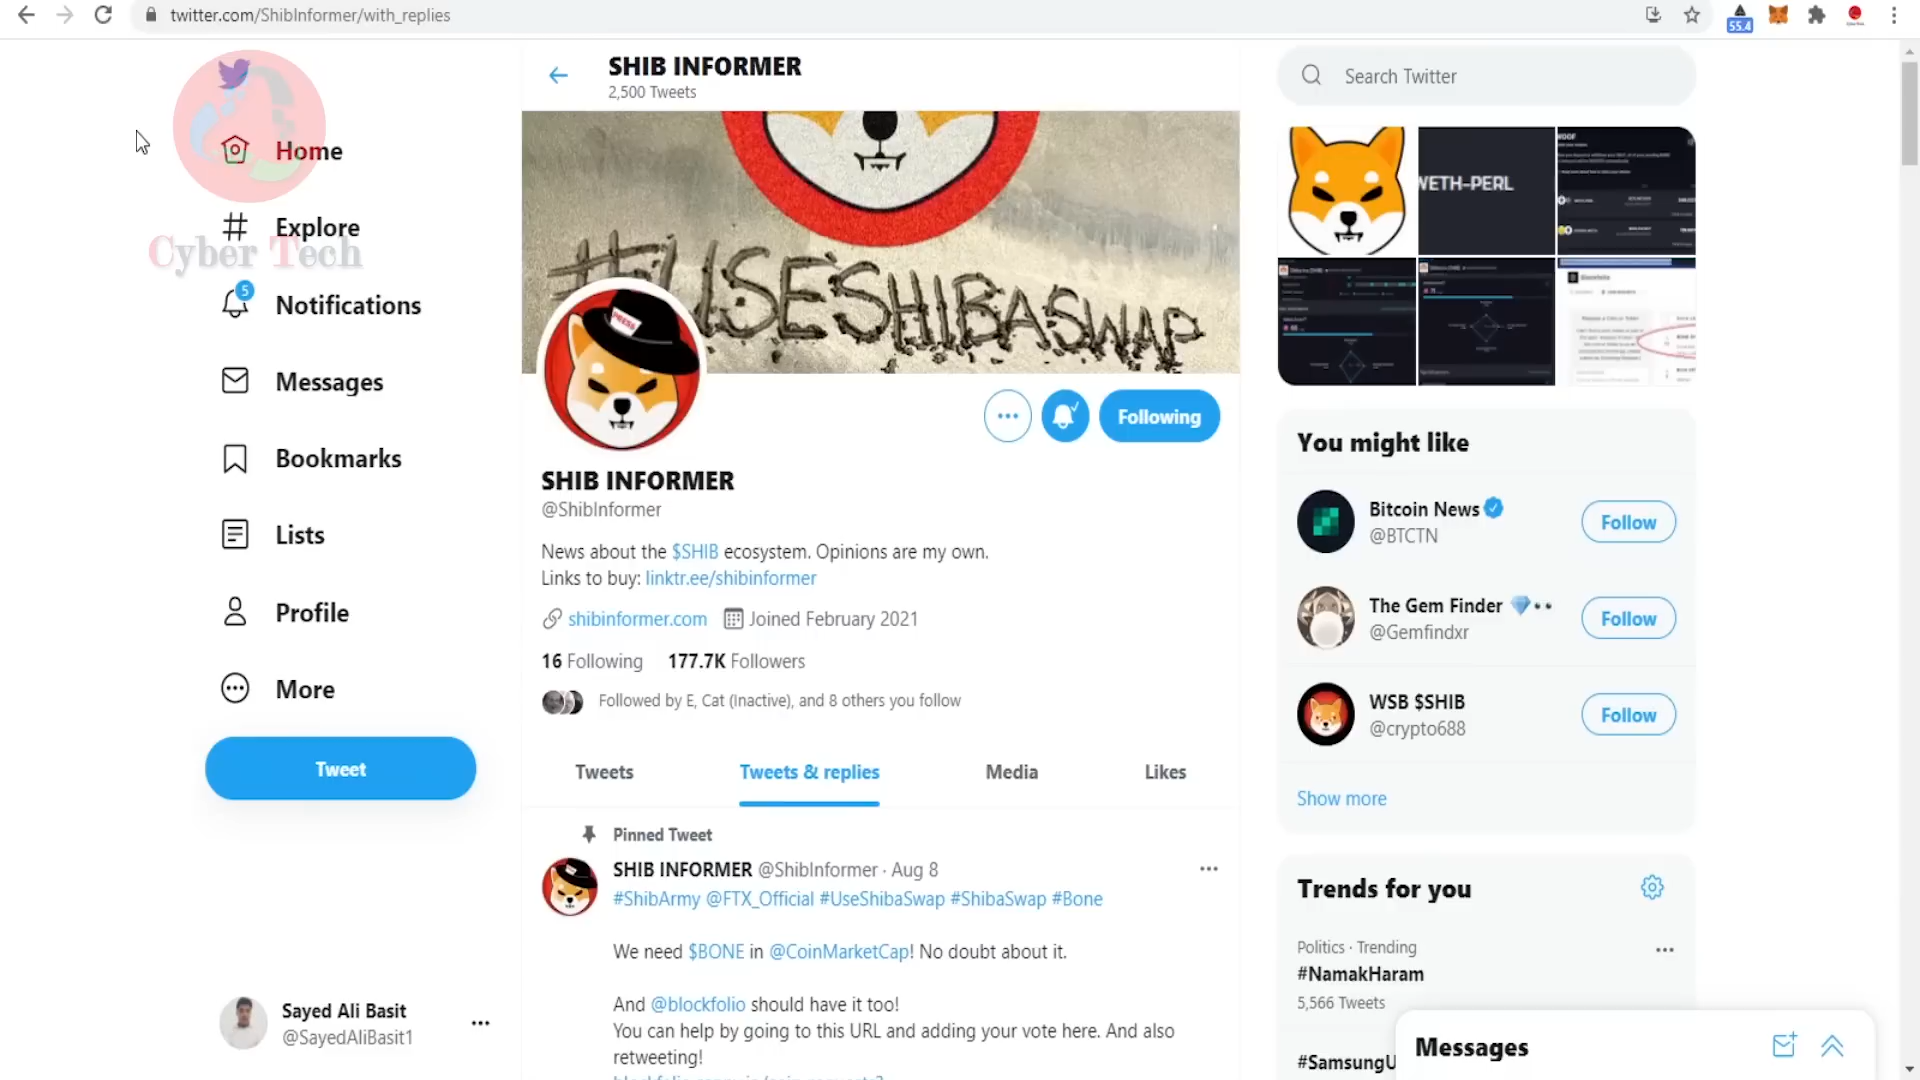 twitter.com/ShibInformer/with_replies
55.4
Cyber Tech
Home
Explore
5
Notifications
Messages
Bookmarks
Lists
Profile
More
Tweet
Sayed Ali Basit
@SayedAliBasit1
SHIB INFORMER
2,500 Tweets
#USESHIBASWAP
PRESS
Following
SHIB INFORMER
@ShibInformer
News about the $SHIB ecosystem. Opinions are my own.
Links to buy: linktr.ee/shibinformer
shibinformer.com Joined February 2021
16 Following 177.7K Followers
Followed by E, Cat (Inactive), and 8 others you follow
Tweets Tweets & replies Media Likes
Pinned Tweet
SHIB INFORMER @ShibInformer · Aug 8
#ShibArmy @FTX_Official #UseShibaSwap #ShibaSwap #Bone
We need $BONE in @CoinMarketCap! No doubt about it.
And @blockfolio should have it too!
You can help by going to this URL and adding your vote here. And also
retweeting!
Search Twitter
WETH-PERL
WOOF
You might like
Bitcoin News
@BTCTN
Follow
The Gem Finder
@Gemfindxr
Follow
WSB $SHIB
@crypto688
Follow
Show more
Trends for you
Politics · Trending
#NamakHaram
5,566 Tweets
#SamsungU
Messages